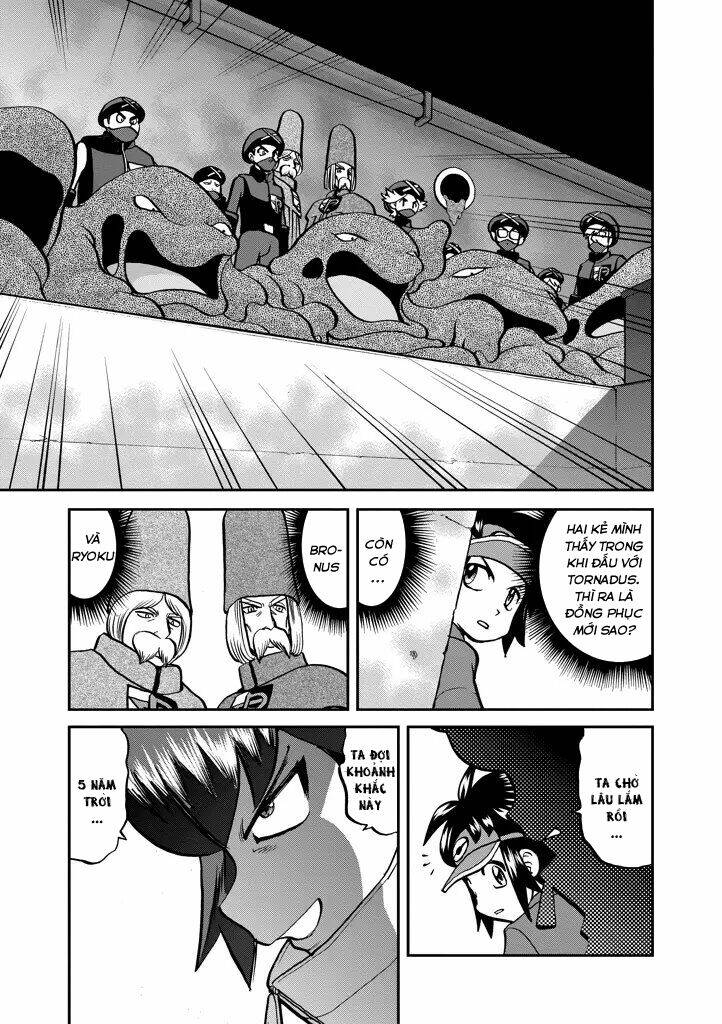 HAI KẺ MÌNH
THẤY TRONG
KHI ĐẤU VỚI
TORNADUS.
THÌ RA LÀ
ĐỒNG PHỤC
MỚI SAO?
CÒN
CÓ
...
BRO-
NUS
VÀ
RYOKU
TA CHỜ
LÂU LẮM
RỒI
...
TA ĐỢI
KHOẢNH
KHẮC
NÀY
5 NĂM
TRỜI
...